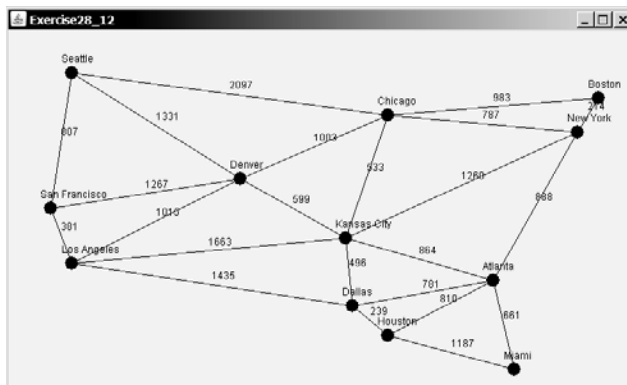 Exercise28_12
Seattle
2097
Boston
983
Chicago
214
787
New York
1331
807
1003
Denver
533
1260
1267
San Francisco
599
888
1015
381
Kansas City
1663
864
Los Angeles
496
Atlanta
1435
781
810
Dallas
239
661
Houston
1187
Miami